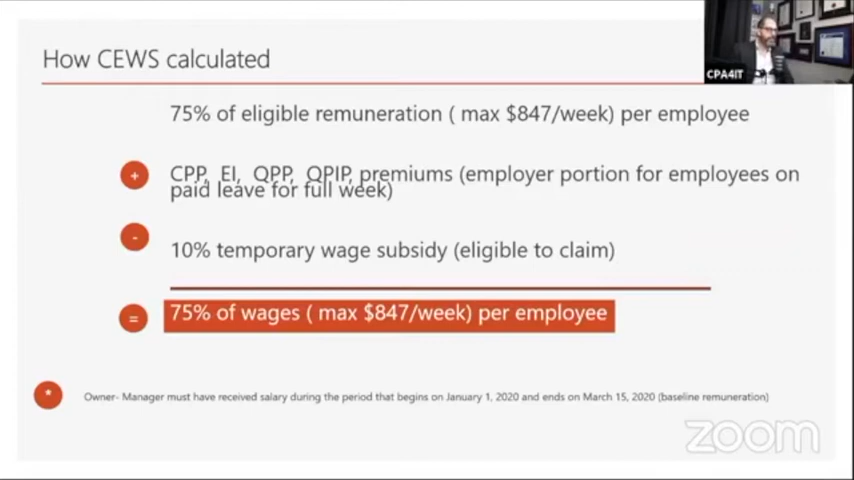 How CEWS calculated
CPA4IT
75% of eligible remuneration ( max $847/week) per employee
+
CPP, EI, QPP, QPIP, premiums (employer portion for employees on
paid leave for full week)
-
10% temporary wage subsidy (eligible to claim)
=
75% of wages ( max $847/week) per employee
*
Owner- Manager must have received salary during the period that begins on January 1, 2020 and ends on March 15, 2020 (baseline remuneration)
zoom